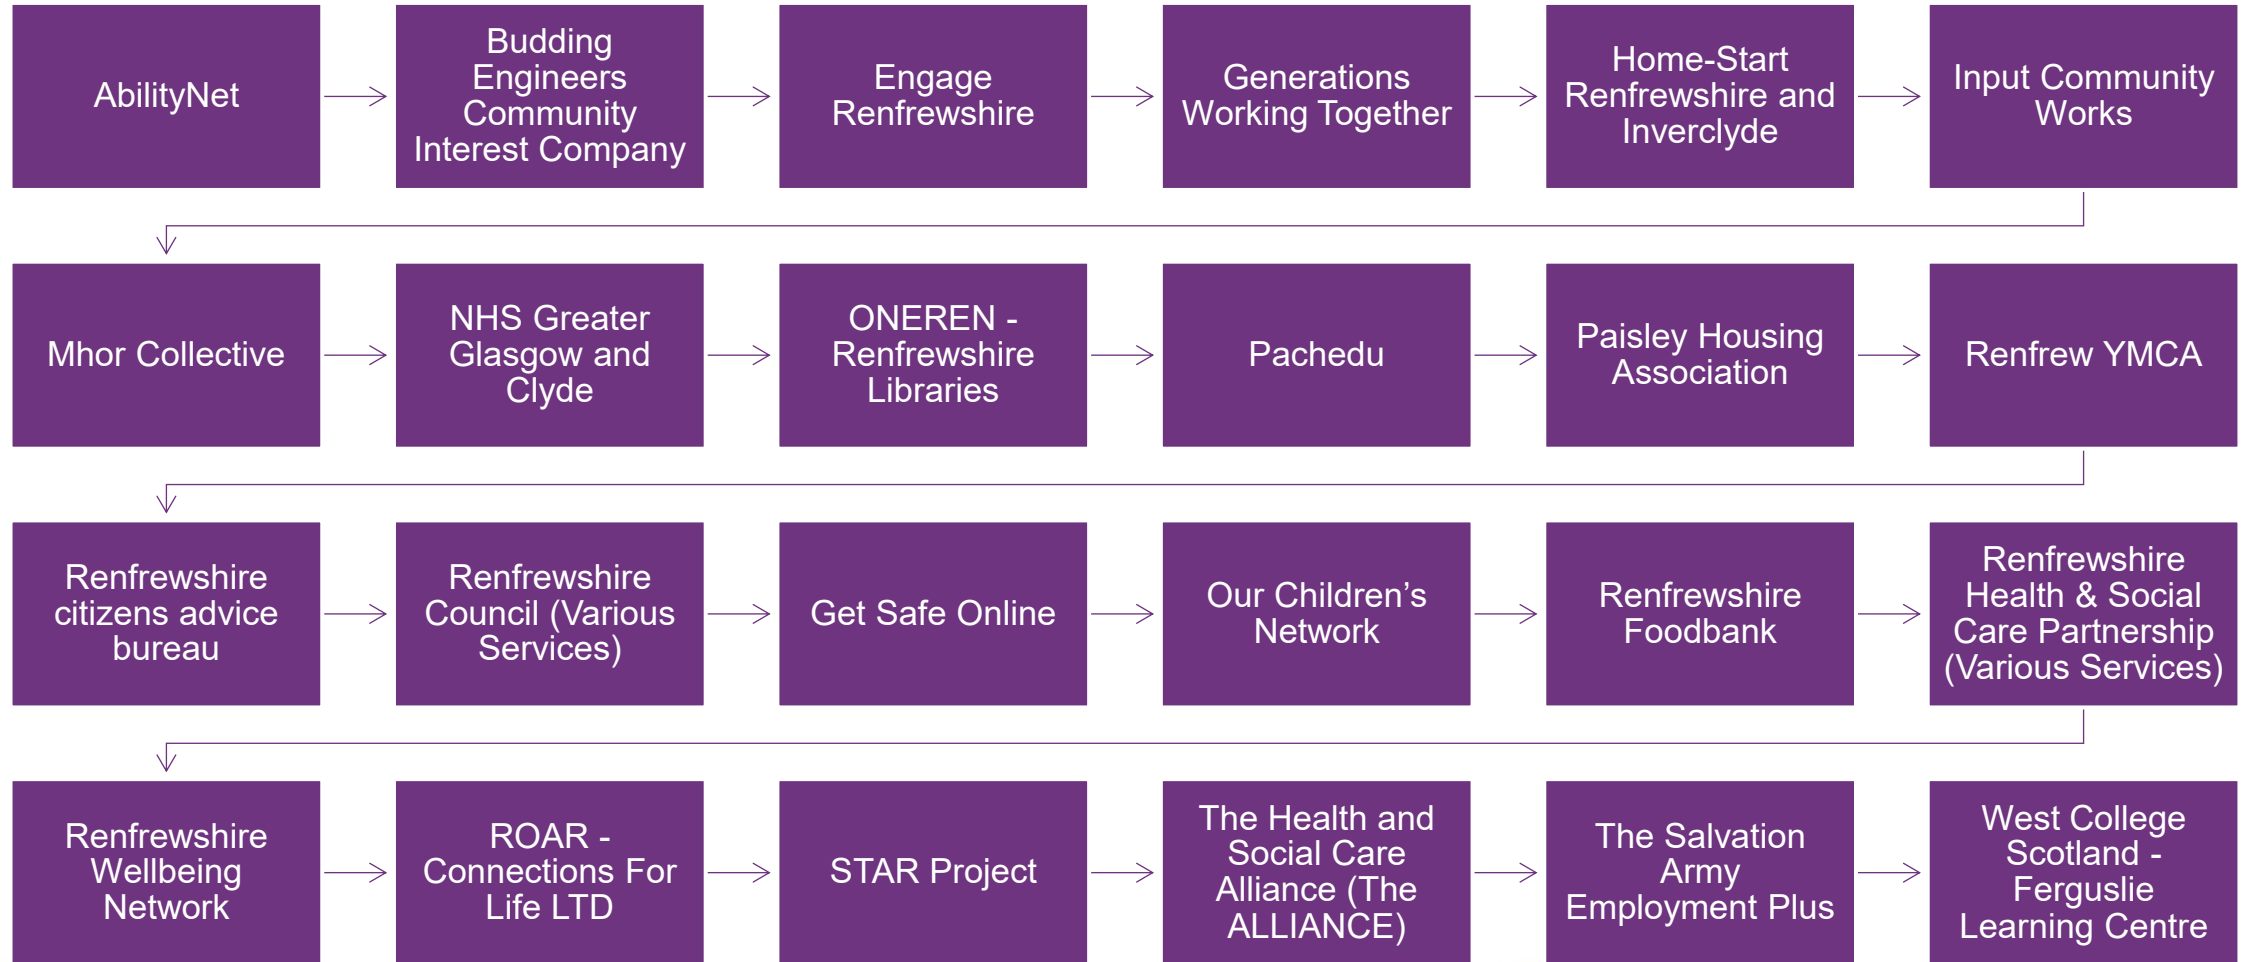 AbilityNet
Budding
Engineers
Community
Interest Company
Engage
Renfrewshire
Generations
Working Together
Home-Start
Renfrewshire and
Inverclyde
Input Community
Works
Mhor Collective
NHS Greater
Glasgow and
Clyde
ONEREN -
Renfrewshire
Libraries
Pachedu
Paisley Housing
Association
Renfrew YMCA
Renfrewshire
citizens advice
bureau
Renfrewshire
Council (Various
Services)
Get Safe Online
Our Children’s
Network
Renfrewshire
Foodbank
Renfrewshire
Health & Social
Care Partnership
(Various Services)
Renfrewshire
Wellbeing
Network
ROAR -
Connections For
Life LTD
STAR Project
The Health and
Social Care
Alliance (The
ALLIANCE)
The Salvation
Army
Employment Plus
West College
Scotland -
Ferguslie
Learning Centre